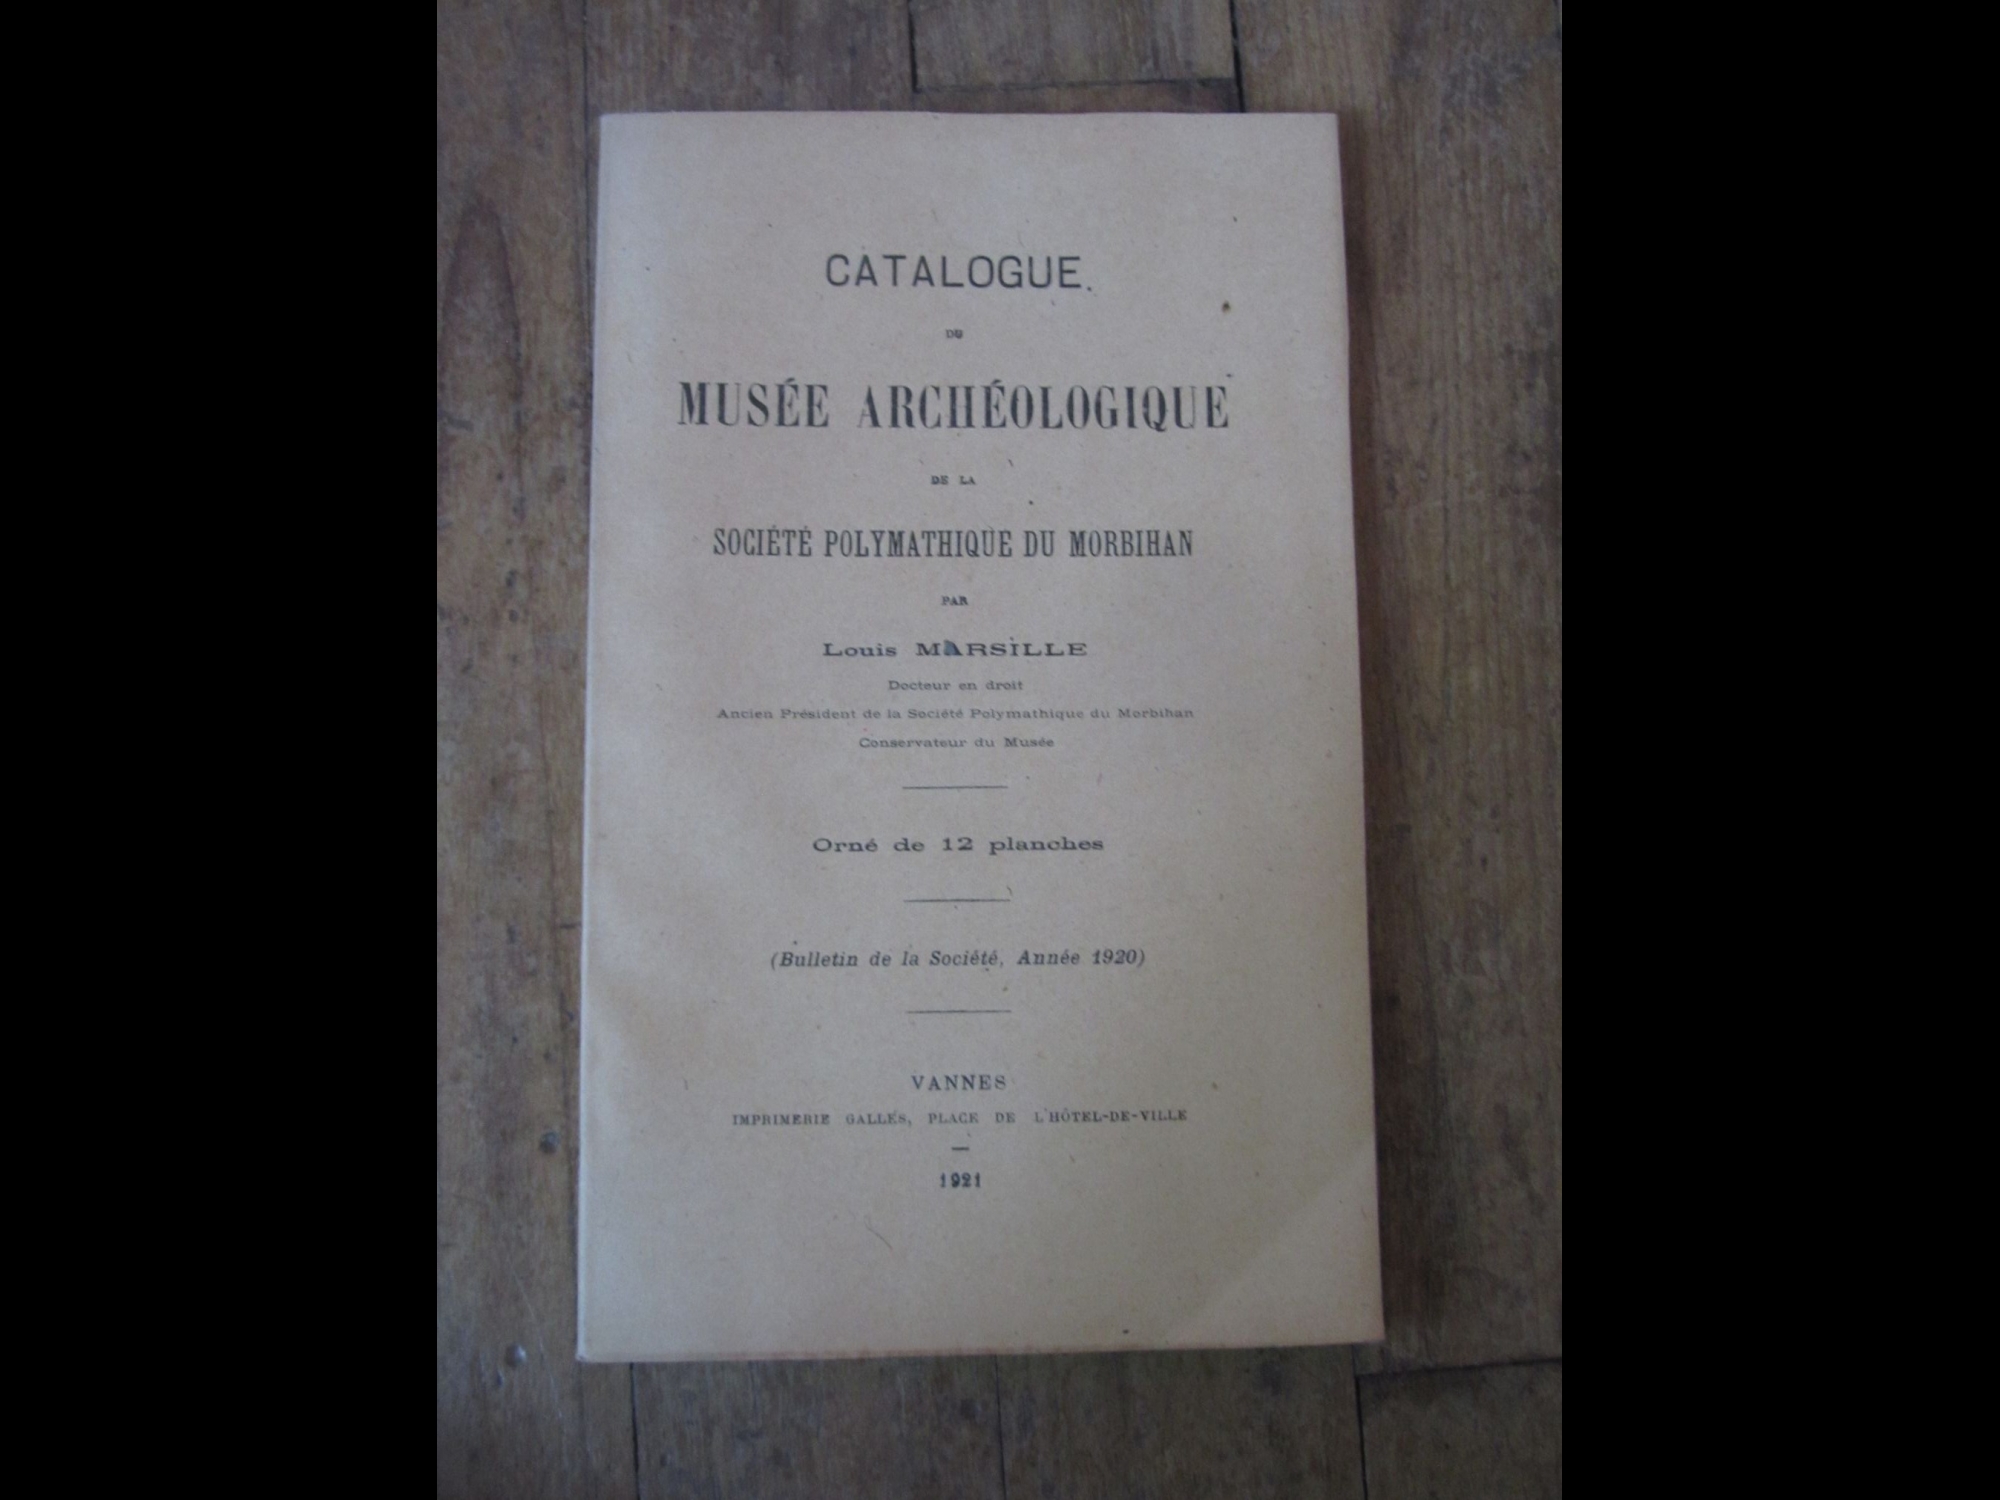 CATALOGUE
DU
MUSÉE ARCHÉOLOGIQUE
DE LA
SOCIÉTÉ POLYMATHIQUE DU MORBIHAN
PAR
Louis MARSILLE
Docteur en droit
Ancien Président de la Société Polymathique du Morbihan
Conservateur du Musée
Orné de 12 planches
(Bulletin de la Société, Année 1920)
VANNES
IMPRIMERIE GALLES, PLACE DE L'HÔTEL-DE-VILLE
1921